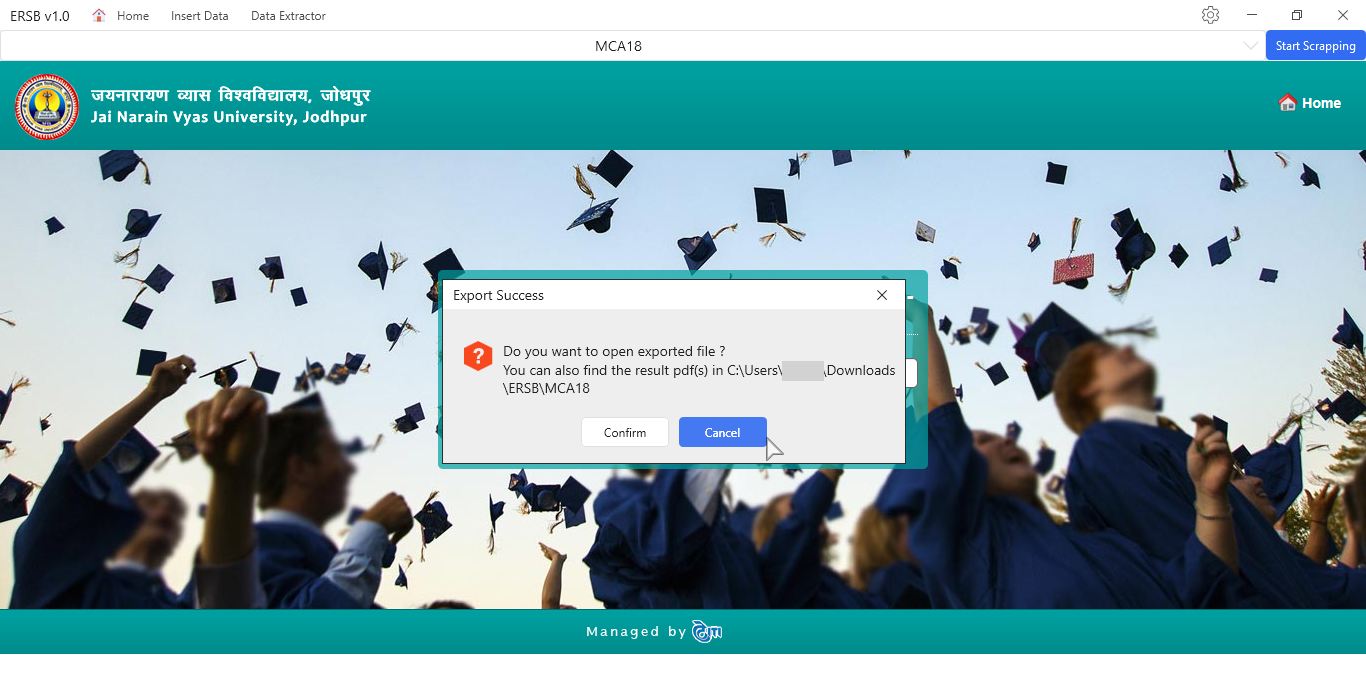 ERSB v1.0 Home Insert Data Data Extractor
MCA18
Start Scrapping
जयनारायण व्यास विश्वविद्यालय, जोधपुर
Jai Narain Vyas University, Jodhpur
Home
Export Success
?
Do you want to open exported file ?
You can also find the result pdf(s) in C:\Users\ \Downloads
\ERSB\MCA18
Confirm Cancel
Managed by